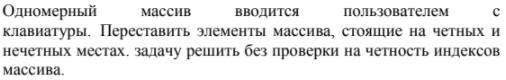 Одномерный массив вводится пользователем с
клавиатуры. Переставить элементы массива, стоящие на четных и
нечетных местах. задачу решить без проверки на четность индексов
массива.